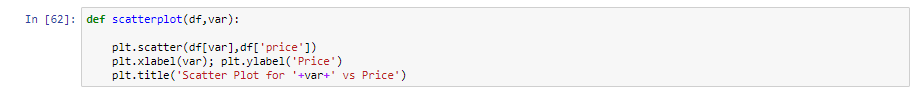 In [62]: def scatterplot(df,var):
plt.scatter(df[var],df['price'])
plt.xlabel(var); plt.ylabel('Price')
plt.title('Scatter Plot for '+var+' vs Price')